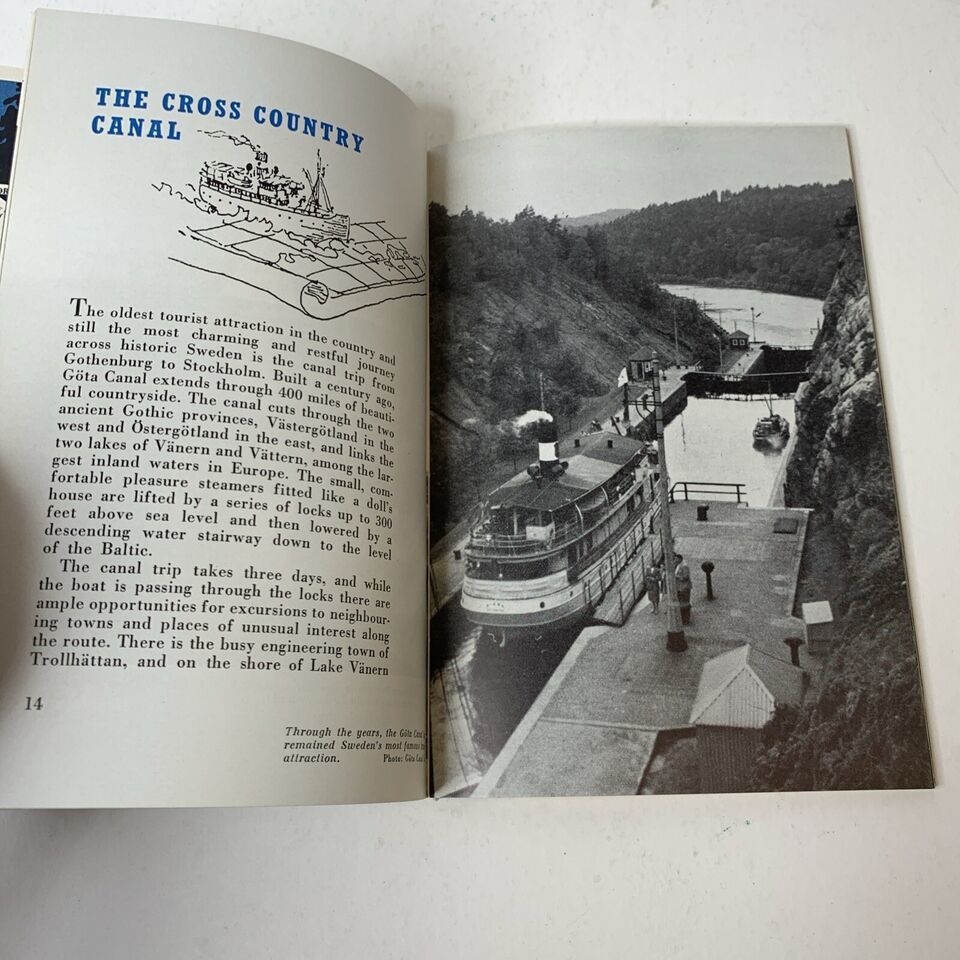 THE CROSS COUNTRY
CANAL
The oldest tourist attraction in the country and
still the most charming and restful journey
across historic Sweden is the canal trip from
Gothenburg to Stockholm. Built a century ago,
Göta Canal extends through 400 miles of beauti-
ful countryside. The canal cuts through the two
ancient Gothic provinces, Västergötland in the
west and Östergötland in the east, and links the
two lakes of Vänern and Vättern, among the lar-
gest inland waters in Europe. The small, com-
fortable pleasure steamers fitted like a doll's
house are lifted by a series of locks up to 300
feet above sea level and then lowered by a
descending water stairway down to the level
of the Baltic.
The canal trip takes three days, and while
the boat is passing through the locks there are
ample opportunities for excursions to neighbour-
ing towns and places of unusual interest along
the route. There is the busy engineering town of
Trollhättan, and on the shore of Lake Vänern
14
Through the years, the Göta Canal
remained Sweden's most famous
attraction.
Photo: Göta Canal